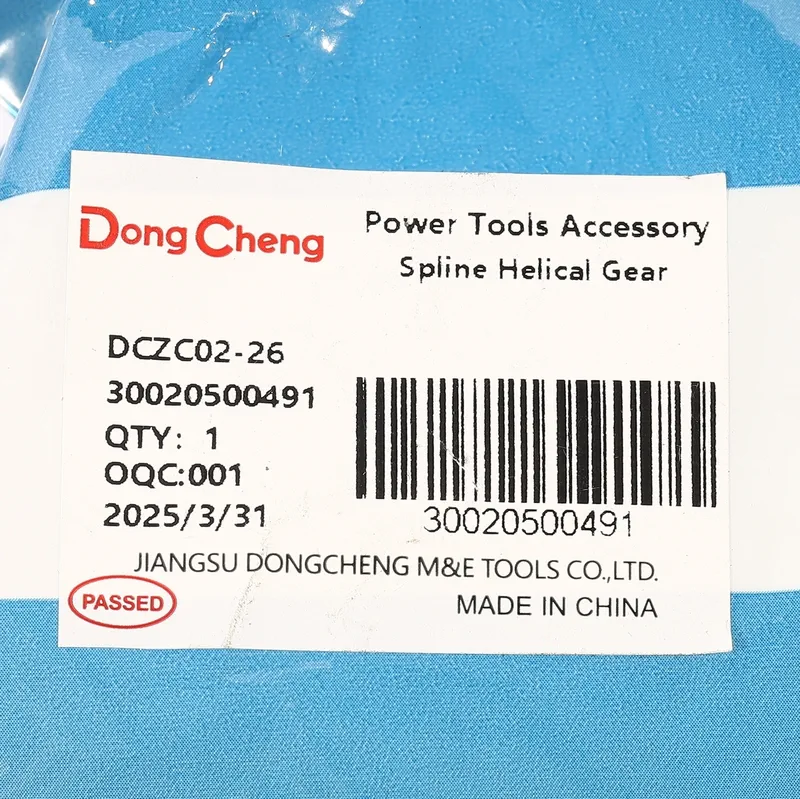 Dong Cheng
Power Tools Accessory
Spline Helical Gear
DCZC02-26
30020500491
QTY: 1
OQC:001
2025/3/31
30020500491
JIANGSU DONGCHENG M&E TOOLS CO.,LTD.
PASSED
MADE IN CHINA